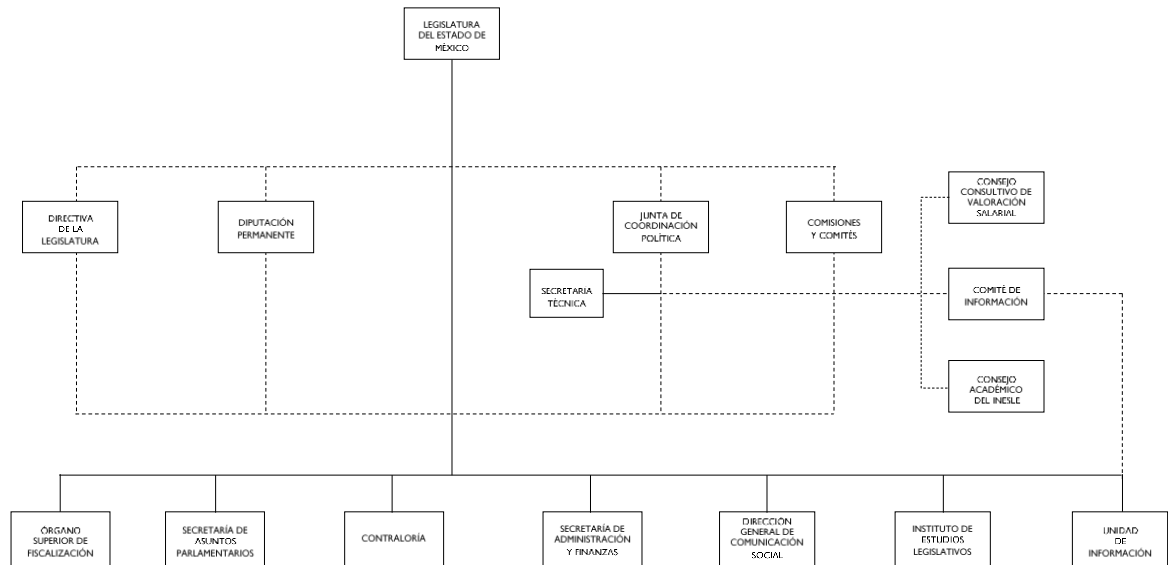 LEGISLATURA
DEL ESTADO DE
MÉXICO
DIRECTIVA
DE LA
LEGISLATURA
DIPUTACIÓN
PERMANENTE
JUNTA DE
COORDINACIÓN
POLÍTICA
COMISIONES
Y COMITÉS
CONSEJO
CONSULTIVO DE
VALORACIÓN
SALARIAL
SECRETARIA
TÉCNICA
COMITÉ DE
INFORMACIÓN
CONSEJO
ACADÉMICO
DEL INESLE
ÓRGANO
SUPERIOR DE
FISCALIZACIÓN
SECRETARÍA DE
ASUNTOS
PARLAMENTARIOS
CONTRALORÍA
SECRETARÍA DE
ADMINISTRACIÓN
Y FINANZAS
DIRECCIÓN
GENERAL DE
COMUNICACIÓN
SOCIAL
INSTITUTO DE
ESTUDIOS
LEGISLATIVOS
UNIDAD
DE
INFORMACIÓN